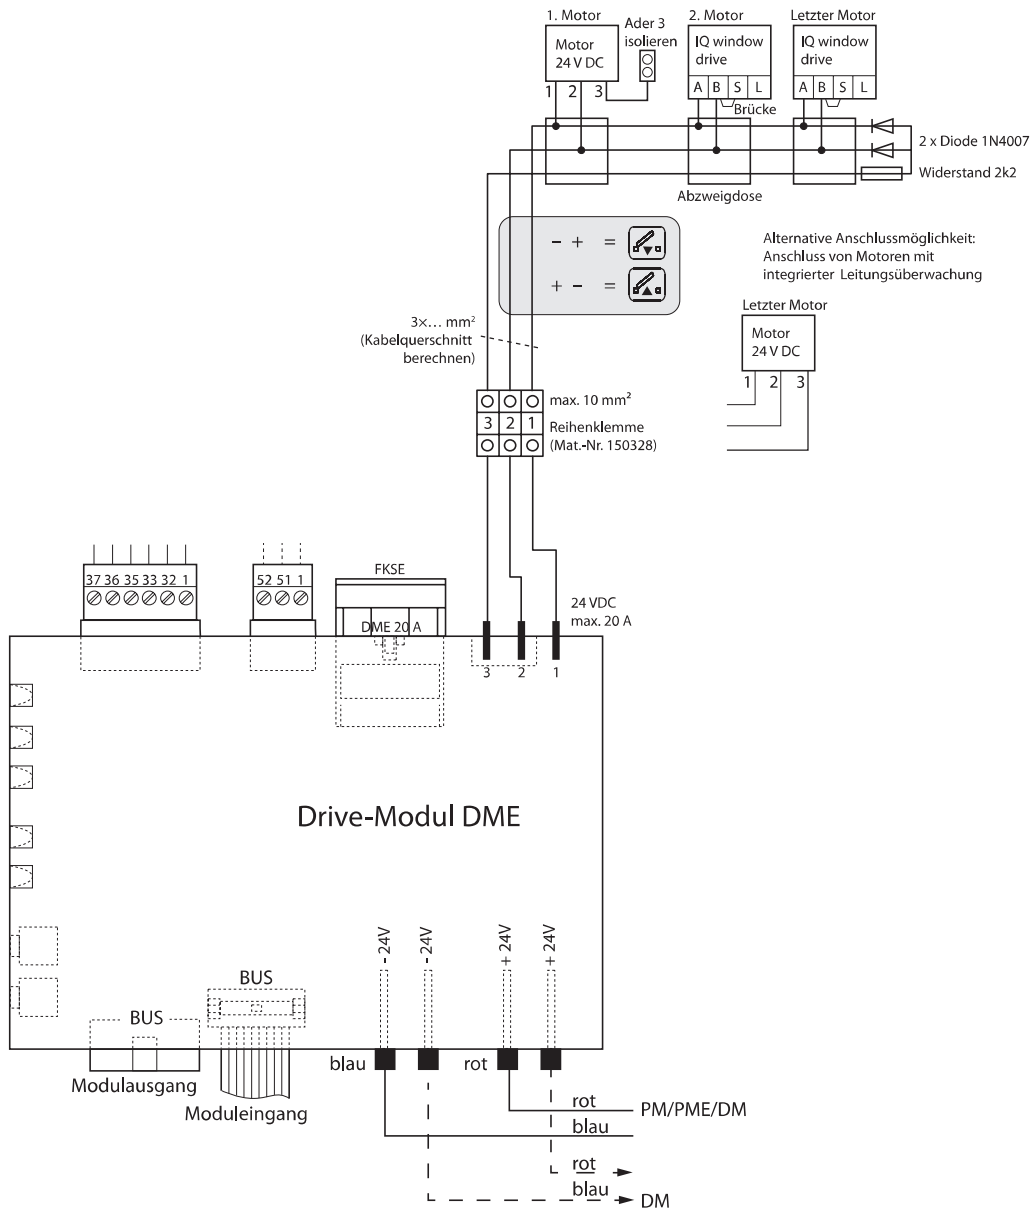 1. Motor
Ader 3
isolieren
2. Motor
Letzter Motor
Motor
24 V DC
IQ window
drive
IQ window
drive
1 2 3
A B S L
A B S L
Brücke
2 x Diode 1N4007
Widerstand 2k2
Abzweigdose
- + =
+ - =
Alternative Anschlussmöglichkeit:
Anschluss von Motoren mit
integrierter Leitungsüberwachung
Letzter Motor
Motor
24 V DC
1 2 3
3×... mm²
(Kabelquerschnitt
berechnen)
max. 10 mm²
3 2 1
Reihenklemme
(Mat.-Nr. 150328)
37 36 35 33 32 1
52 51 1
FKSE
DME 20 A
24 VDC
max. 20 A
3 2 1
Drive-Modul DME
- 24V
- 24V
+ 24V
+ 24V
BUS
BUS
Modulausgang
Moduleingang
blau
rot
rot
PM/PME/DM
blau
rot
blau
DM